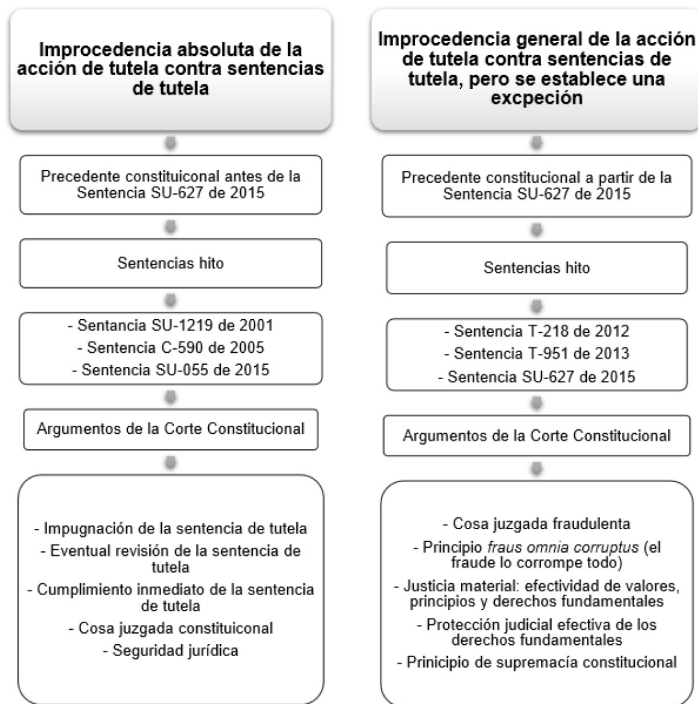 Improcedencia absoluta de la
acción de tutela contra sentencias
de tutela
Precedente constituiconal antes de la
Sentencia SU-627 de 2015
Sentencias hito
- Sentancia SU-1219 de 2001
- Sentencia C-590 de 2005
- Sentencia SU-055 de 2015
Argumentos de la Corte Constitucional
- Impugnación de la sentencia de tutela
- Eventual revisión de la sentencia de
tutela
- Cumplimiento inmediato de la sentencia
de tutela
- Cosa juzgada constituiconal
- Seguridad jurídica
Improcedencia general de la acción
de tutela contra sentencias de
tutela, pero se establece una
excpeción
Precedente constitucional a partir de la
Sentencia SU-627 de 2015
Sentencias hito
- Sentencia T-218 de 2012
- Sentencia T-951 de 2013
- Sentencia SU-627 de 2015
Argumentos de la Corte Constitucional
- Cosa juzgada fraudulenta
- Principio fraus omnia corruptus (el
fraude lo corrompe todo)
- Justicia material: efectividad de valores,
principios y derechos fundamentales
- Protección judicial efectiva de los
derechos fundamentales
- Prinicipio de supremacía constitucional